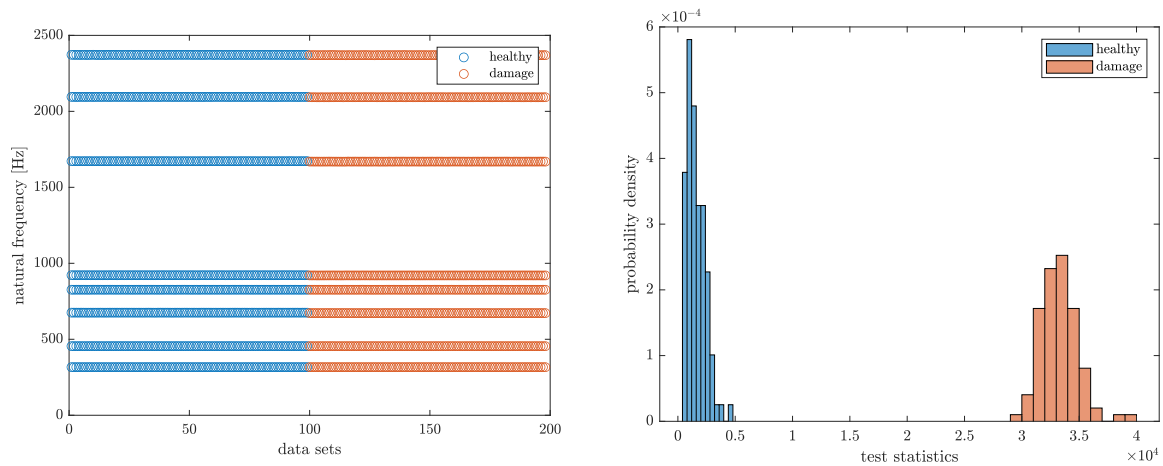 2500
2000
1500
1000
500
0
0 50 100 150 200
natural frequency [Hz]
data sets
healthy
damage
×10⁻⁴
6
5
4
3
2
1
0
0 0.5 1 1.5 2 2.5 3 3.5 4
×10⁴
probability density
test statistics
healthy
damage